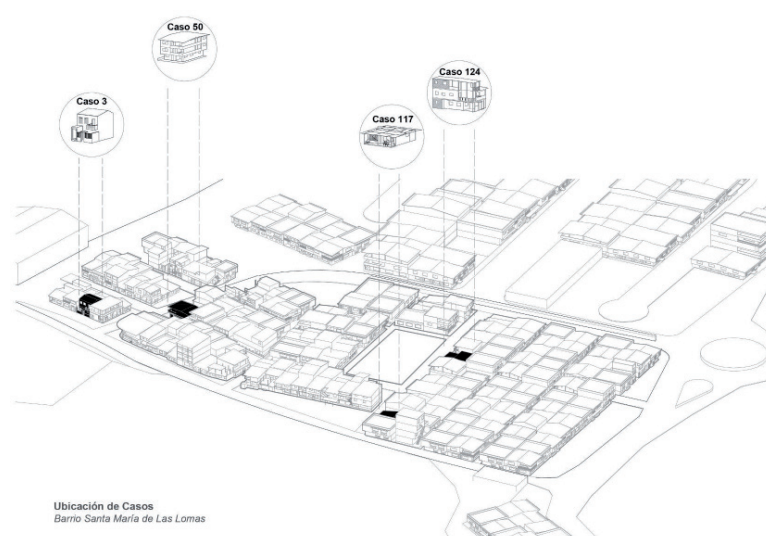 Caso 50
Caso 3
Caso 124
Caso 117
Ubicación de Casos
Barrio Santa María de Las Lomas